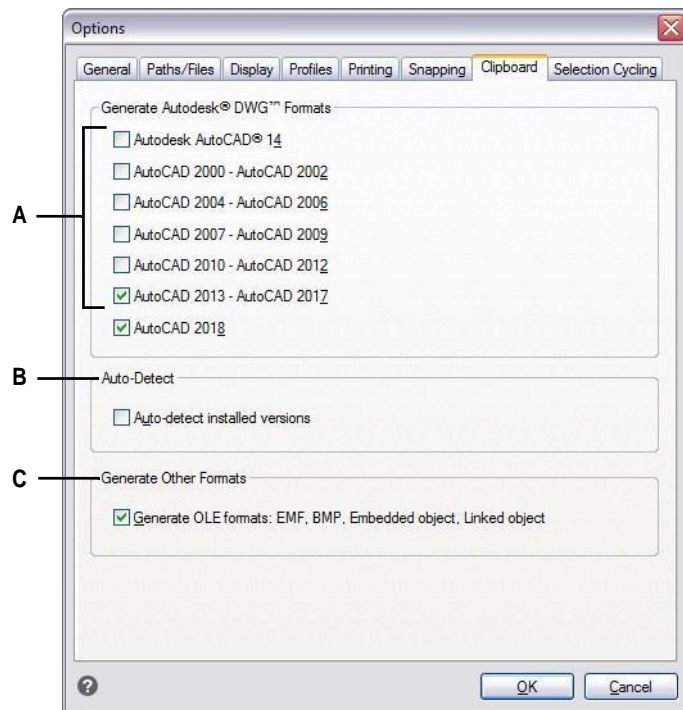 Options
General Paths/Files Display Profiles Printing Snapping Clipboard Selection Cycling
Generate Autodesk® DWG™ Formats
Autodesk AutoCAD® 14
AutoCAD 2000 - AutoCAD 2002
A
AutoCAD 2004 - AutoCAD 2006
AutoCAD 2007 - AutoCAD 2009
AutoCAD 2010 - AutoCAD 2012
AutoCAD 2013 - AutoCAD 2017
AutoCAD 2018
B
Auto-Detect
Auto-detect installed versions
C
Generate Other Formats
Generate OLE formats: EMF, BMP, Embedded object, Linked object
?
OK Cancel